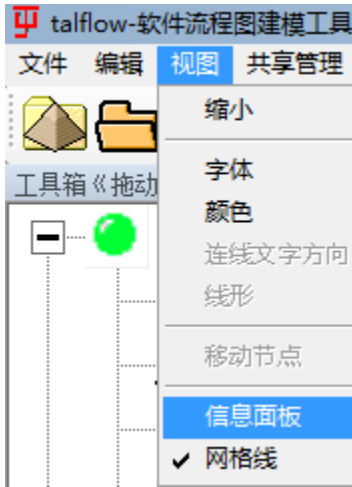 talflow-软件流程图建模工具
文件 编辑 视图 共享管理
缩小
工具箱《拖动
字体
颜色
连线文字方向
线形
移动节点
信息面板
网格线